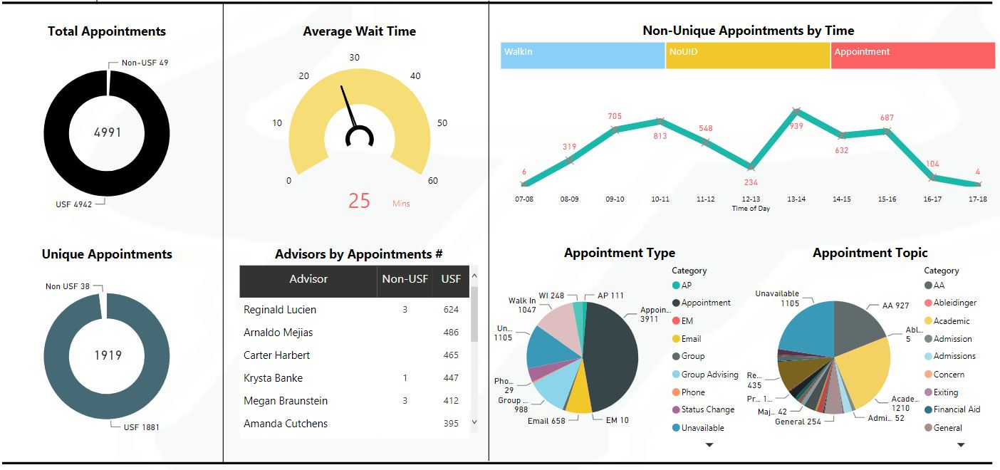 Total Appointments
Non-USF 49
4991
USF 4942
Unique Appointments
Non USF 38
1919
USF 1881
Average Wait Time
0
10
20
30
40
50
60
25 Mins
Advisors by Appointments #
Advisor Non-USF USF
Reginald Lucien 3 624
Arnaldo Mejias 486
Carter Harbert 465
Krysta Banke 1 447
Megan Braunstein 3 412
Amanda Cutchens 395
Non-Unique Appointments by Time
WalkIn NoUID Appointment
6 319 705 813 548 234 939 632 687 104 4
07-08 08-09 09-10 10-11 11-12 12-13 13-14 14-15 15-16 16-17 17-18
Time of Day
Appointment Type
WI 248
AP 111
Walk In
1047
Appoin...
3911
Un...
1105
Pho...
29
Group ...
988
Email 658
EM 10
Category
AP
Appointment
EM
Email
Group
Group Advising
Phone
Status Change
Unavailable
Appointment Topic
Unavailable
1105
AA 927
Abl...
5
Re...
435
Pr... 1...
Maj... 42
General 254
Admi... 52
Acade...
1210
Category
AA
Ableidinger
Academic
Admission
Admissions
Concern
Exiting
Financial Aid
General